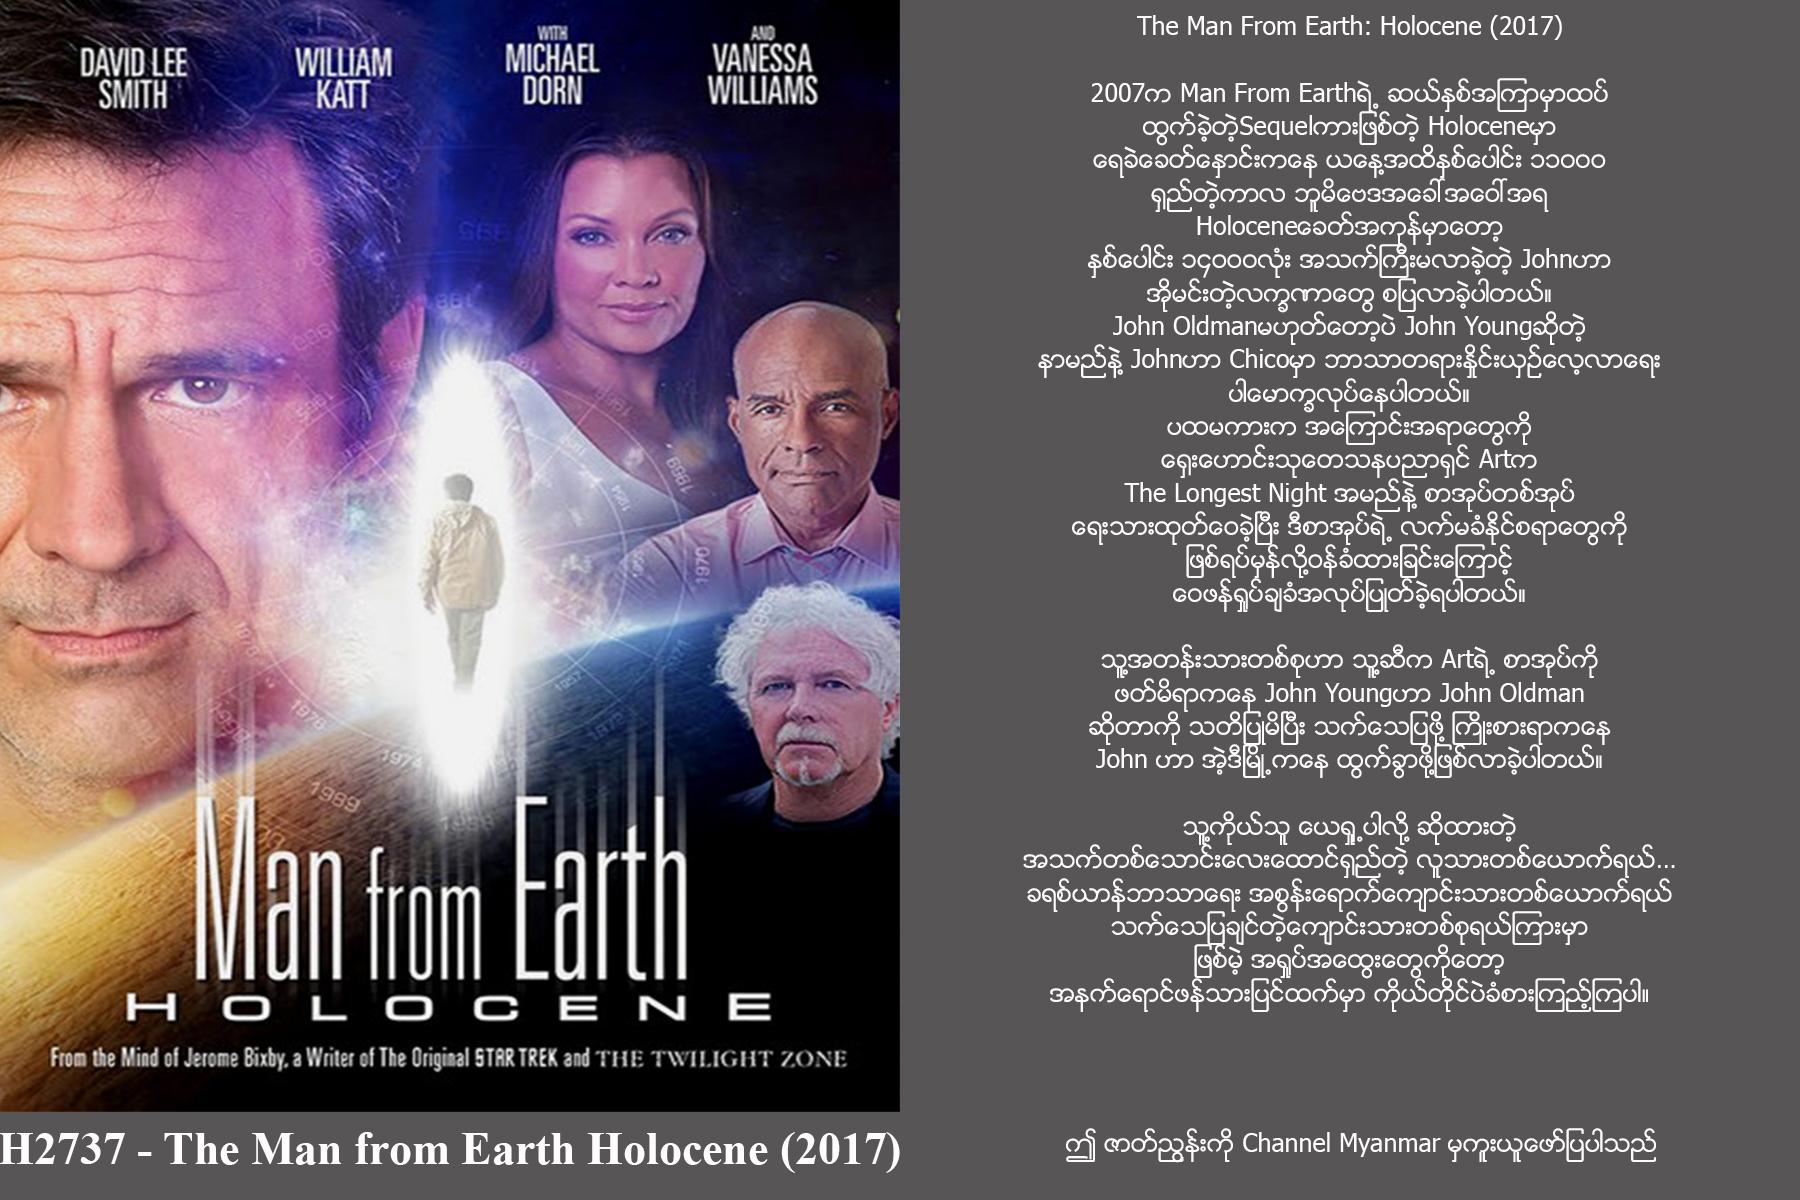 DAVID LEE
SMITH
WILLIAM
KATT
WITH
MICHAEL
DORN
AND
VANESSA
WILLIAMS
1970
1974
1989
Man from Earth
HOLOCENE
From the Mind of Jerome Bixby, a Writer of The Original STAR TREK and THE TWILIGHT ZONE
H2737 - The Man from Earth Holocene (2017)
The Man From Earth: Holocene (2017)
2007က Man From Earthရဲ့ ဆယ်နှစ်အကြာမှာထပ်
ထွက်ခဲ့တဲ့Sequelကားဖြစ်တဲ့ Holoceneမှာ
ရေခဲခေတ်နှောင်းကနေ ယနေ့အထိနှစ်ပေါင်း ၁၁၀၀၀
ရှည်တဲ့ကာလ ဘူမိဗေဒအခေါ်အဝေါ်အရ
Holoceneခေတ်အကုန်မှာတော့
နှစ်ပေါင်း ၁၄၀၀၀လုံး အသက်ကြီးမလာခဲ့တဲ့ Johnဟာ
အိုမင်းတဲ့လက္ခဏာတွေ စပြလာခဲ့ပါတယ်။
John Oldmanမဟုတ်တော့ပဲ John Youngဆိုတဲ့
နာမည်နဲ့ Johnဟာ Chicoမှာ ဘာသာတရားနှိုင်းယှဉ်လေ့လာရေး
ပါမောက္ခလုပ်နေပါတယ်။
ပထမကားက အကြောင်းအရာတွေကို
ရှေးဟောင်းသုတေသနပညာရှင် Artက
The Longest Night အမည်နဲ့ စာအုပ်တစ်အုပ်
ရေးသားထုတ်ဝေခဲ့ပြီး ဒီစာအုပ်ရဲ့ လက်မခံနိုင်စရာတွေကို
ဖြစ်ရပ်မှန်လို့ဝန်ခံထားခြင်းကြောင့်
ဝေဖန်ရှုပ်ချခံအလုပ်ပြုတ်ခဲ့ရပါတယ်။
သူ့အတန်းသားတစ်စုဟာ သူ့ဆီက Artရဲ့ စာအုပ်ကို
ဖတ်မိရာကနေ John Youngဟာ John Oldman
ဆိုတာကို သတိပြုမိပြီး သက်သေပြဖို့ ကြိုးစားရာကနေ
John ဟာ အဲ့ဒီမြို့ကနေ ထွက်ခွာဖို့ဖြစ်လာခဲ့ပါတယ်။
သူ့ကိုယ်သူ ယေရှု့ပါလို့ ဆိုထားတဲ့
အသက်တစ်သောင်းလေးထောင်ရှည်တဲ့ လူသားတစ်ယောက်ရယ်...
ခရစ်ယာန်ဘာသာရေး အစွန်းရောက်ကျောင်းသားတစ်ယောက်ရယ်
သက်သေပြချင်တဲ့ကျောင်းသားတစ်စုရယ်ကြားမှာ
ဖြစ်မဲ့ အရှုပ်အထွေးတွေကိုတော့
အနက်ရောင်ဖန်သားပြင်ထက်မှာ ကိုယ်တိုင်ပဲခံစားကြည့်ကြပါ။
ဤ ဇာတ်ညွှန်းကို Channel Myanmar မှကူးယူဖော်ပြပါသည်